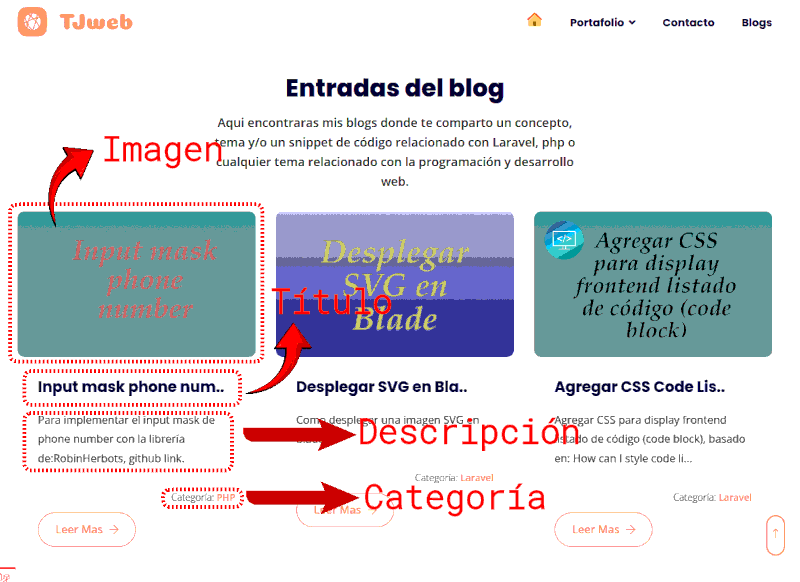 TJweb
Portafolio
Contacto
Blogs
Entradas del blog
Aqui encontraras mis blogs donde te comparto un concepto,
tema y/o un snippet de código relacionado con Laravel, php o
cualquier tema relacionado con la programación y desarrollo
web.
Imagen
Input mask
phone
number
Desplegar
SVG en
Blade
Agregar CSS
para display
frontend listado
de código (code
block)
Título
Input mask phone num..
Desplegar SVG en Bla..
Agregar CSS Code Lis..
Para implementar el input mask de
phone number con la librería
de:RobinHerbots, github link.
Como desplegar una imagen SVG en
Agregar CSS para display frontend
listado de código (code block), basado
en: How can I style code li...
Descripción
Categoría: PHP
Categoría: Laravel
Categoría: Laravel
Categoría
Leer Mas
Leer Mas
Leer Mas